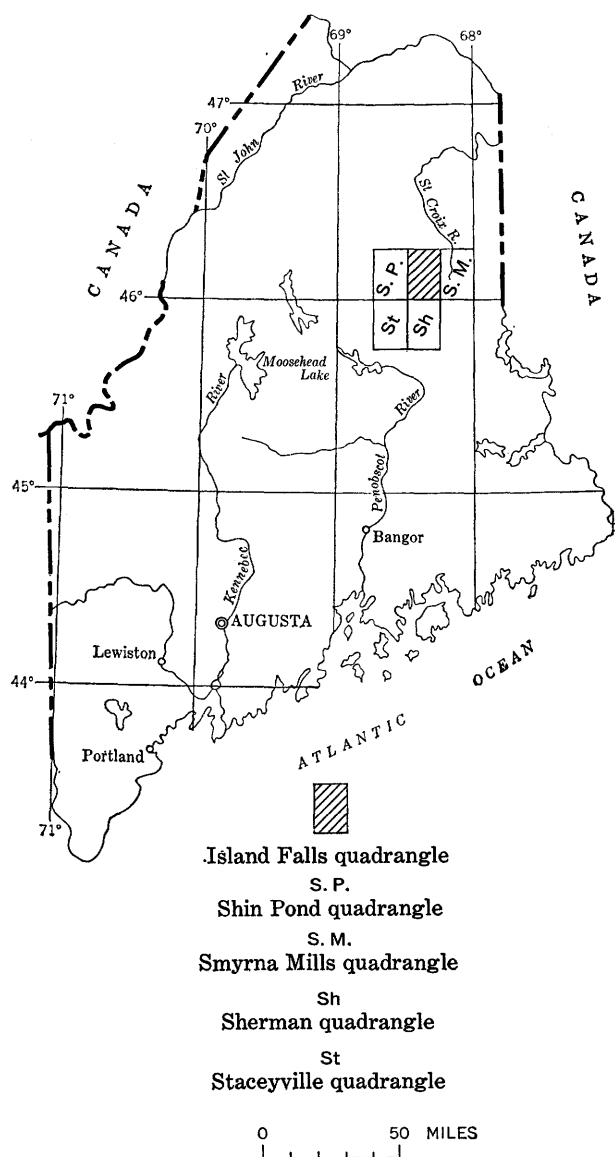 69°
68°
47°
70°
St John River
CANADA
CANADA
St Croix R.
S. P.
S. M.
46°
St
Sh
Moosehead
Lake
River
River
71°
45°
Penobscot
Bangor
Kennebec
AUGUSTA
Lewiston
44°
OCEAN
ATLANTIC
Portland
71°
Island Falls quadrangle
S. P.
Shin Pond quadrangle
S. M.
Smyrna Mills quadrangle
Sh
Sherman quadrangle
St
Staceyville quadrangle
0 50 MILES